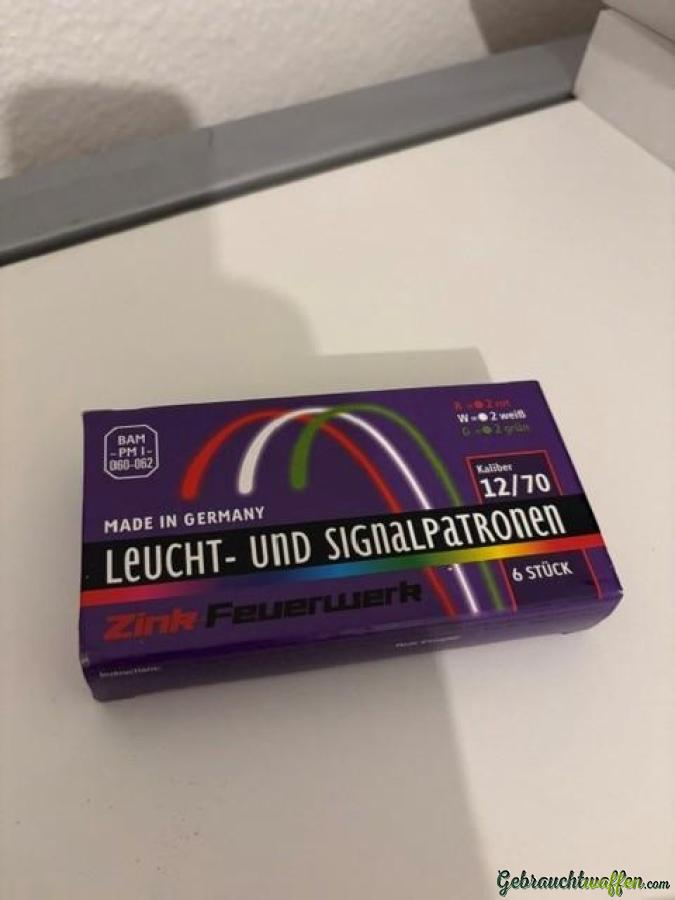 BAM
- PM I -
060-062
R = 2 rot
W = 2 weiß
G = 2 grün
Kaliber
12/70
MADE IN GERMANY
Leucht- und Signalpatronen
6 STÜCK
Zink Feuerwerk
Instructions:
Gebrauchtwaffen.com